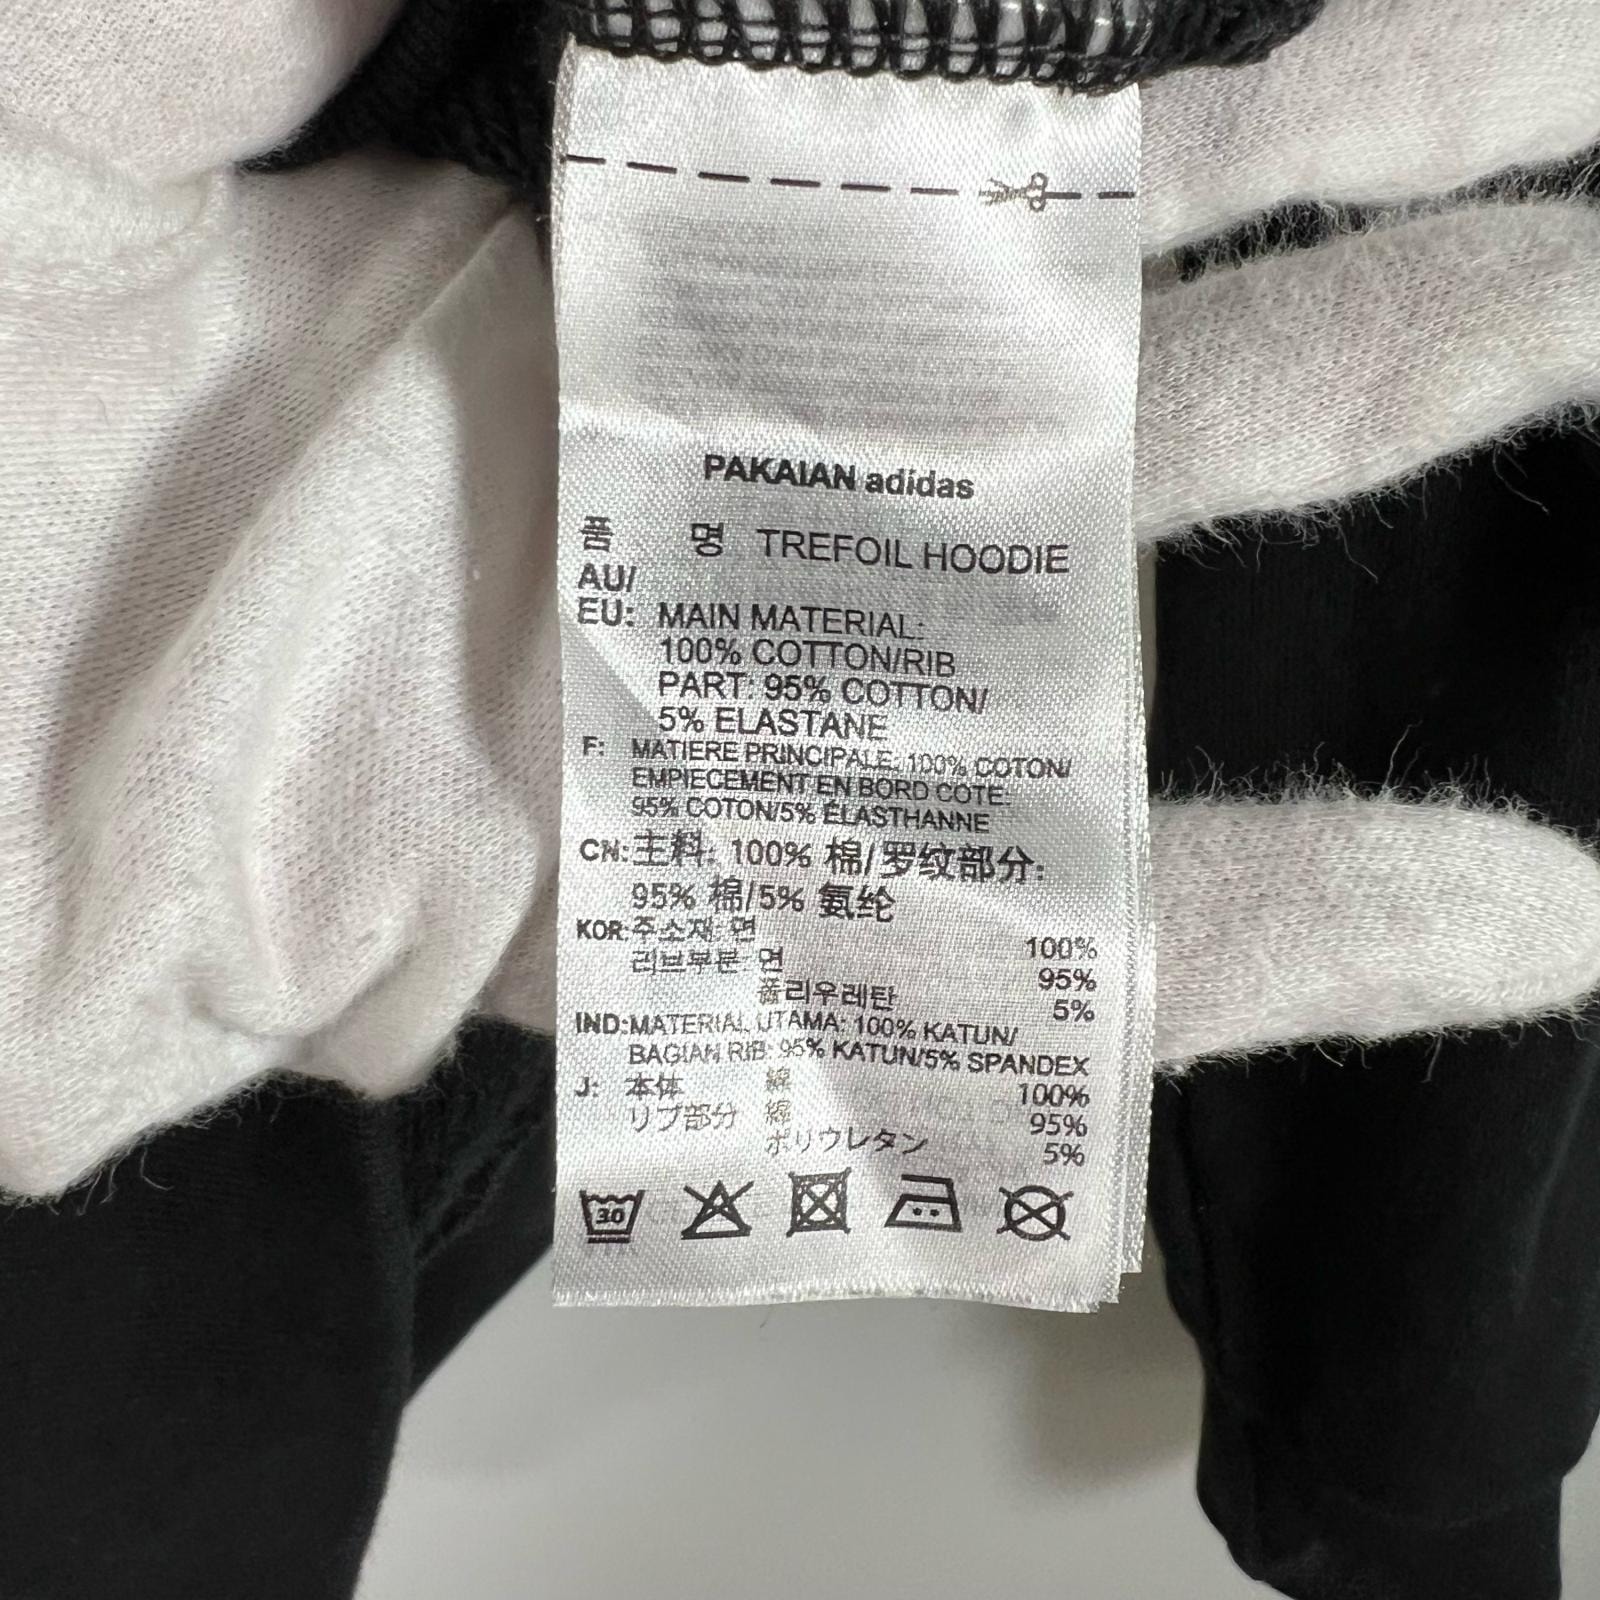 PAKAIAN adidas
품 명 TREFOIL HOODIE
AU/
EU: MAIN MATERIAL:
100% COTTON/RIB
PART: 95% COTTON/
5% ELASTANE
F: MATIERE PRINCIPALE: 100% COTON/
EMPIECEMENT EN BORD COTE:
95% COTON/5% ÉLASTHANNE
CN: 主料: 100% 棉/罗纹部分:
95% 棉/5% 氨纶
KOR: 주소재: 면 100%
리브부분: 면 95%
폴리우레탄 5%
IND: MATERIAL UTAMA: 100% KATUN/
BAGIAN RIB: 95% KATUN/5% SPANDEX
J: 本体 綿 100%
リブ部分 綿 95%
ポリウレタン 5%
30